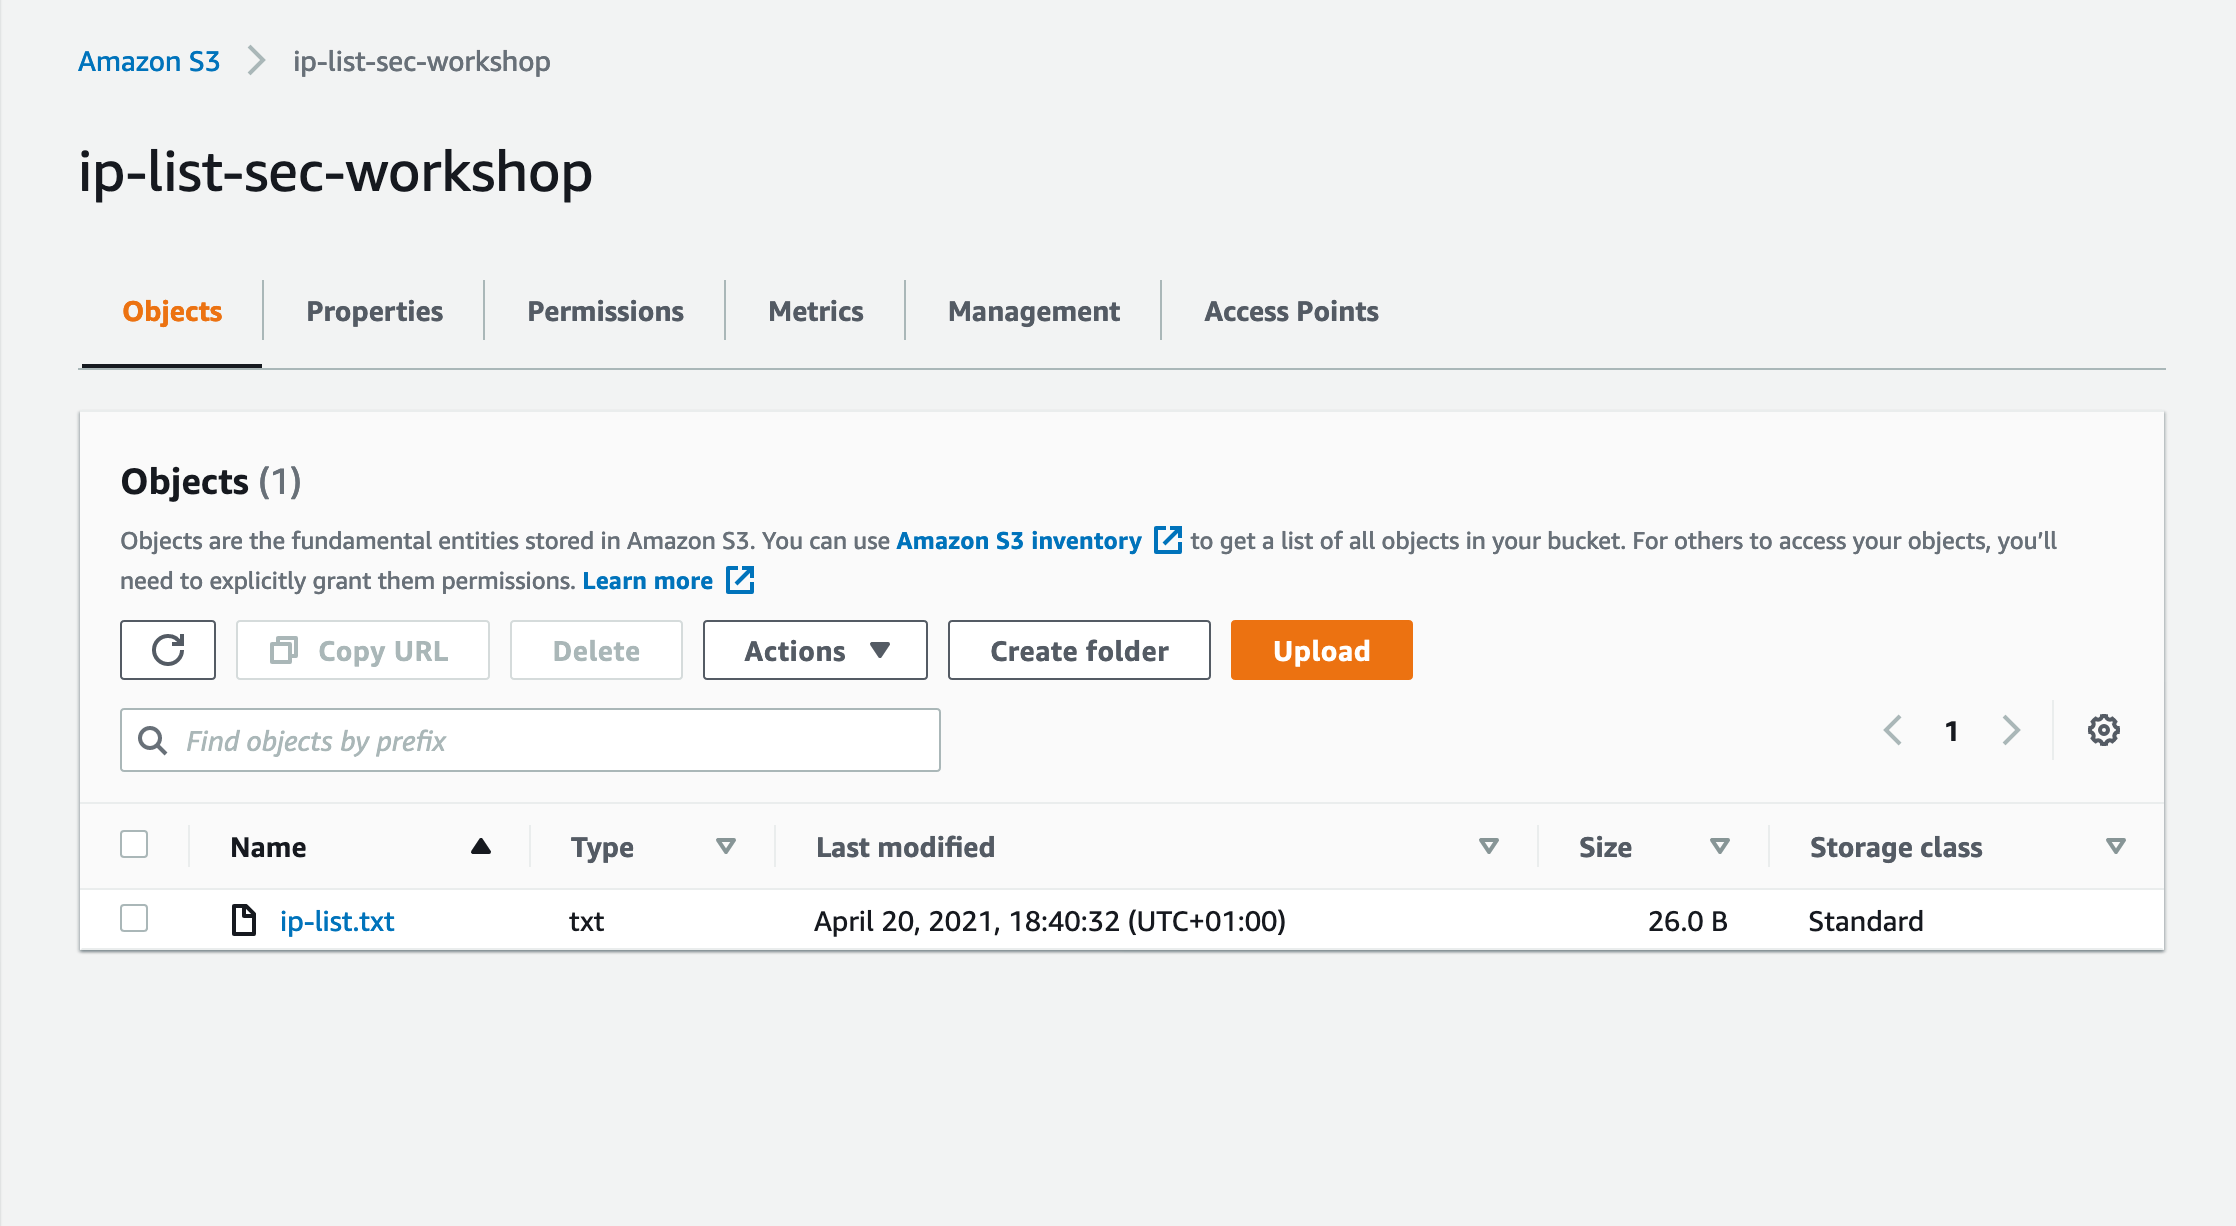 Amazon S3 ip-list-sec-workshop
ip-list-sec-workshop
Objects Properties Permissions Metrics Management Access Points
Objects (1)
Objects are the fundamental entities stored in Amazon S3. You can use Amazon S3 inventory to get a list of all objects in your bucket. For others to access your objects, you’ll
need to explicitly grant them permissions. Learn more
Copy URL Delete Actions Create folder Upload
Find objects by prefix 1
Name Type Last modified Size Storage class
ip-list.txt txt April 20, 2021, 18:40:32 (UTC+01:00) 26.0 B Standard